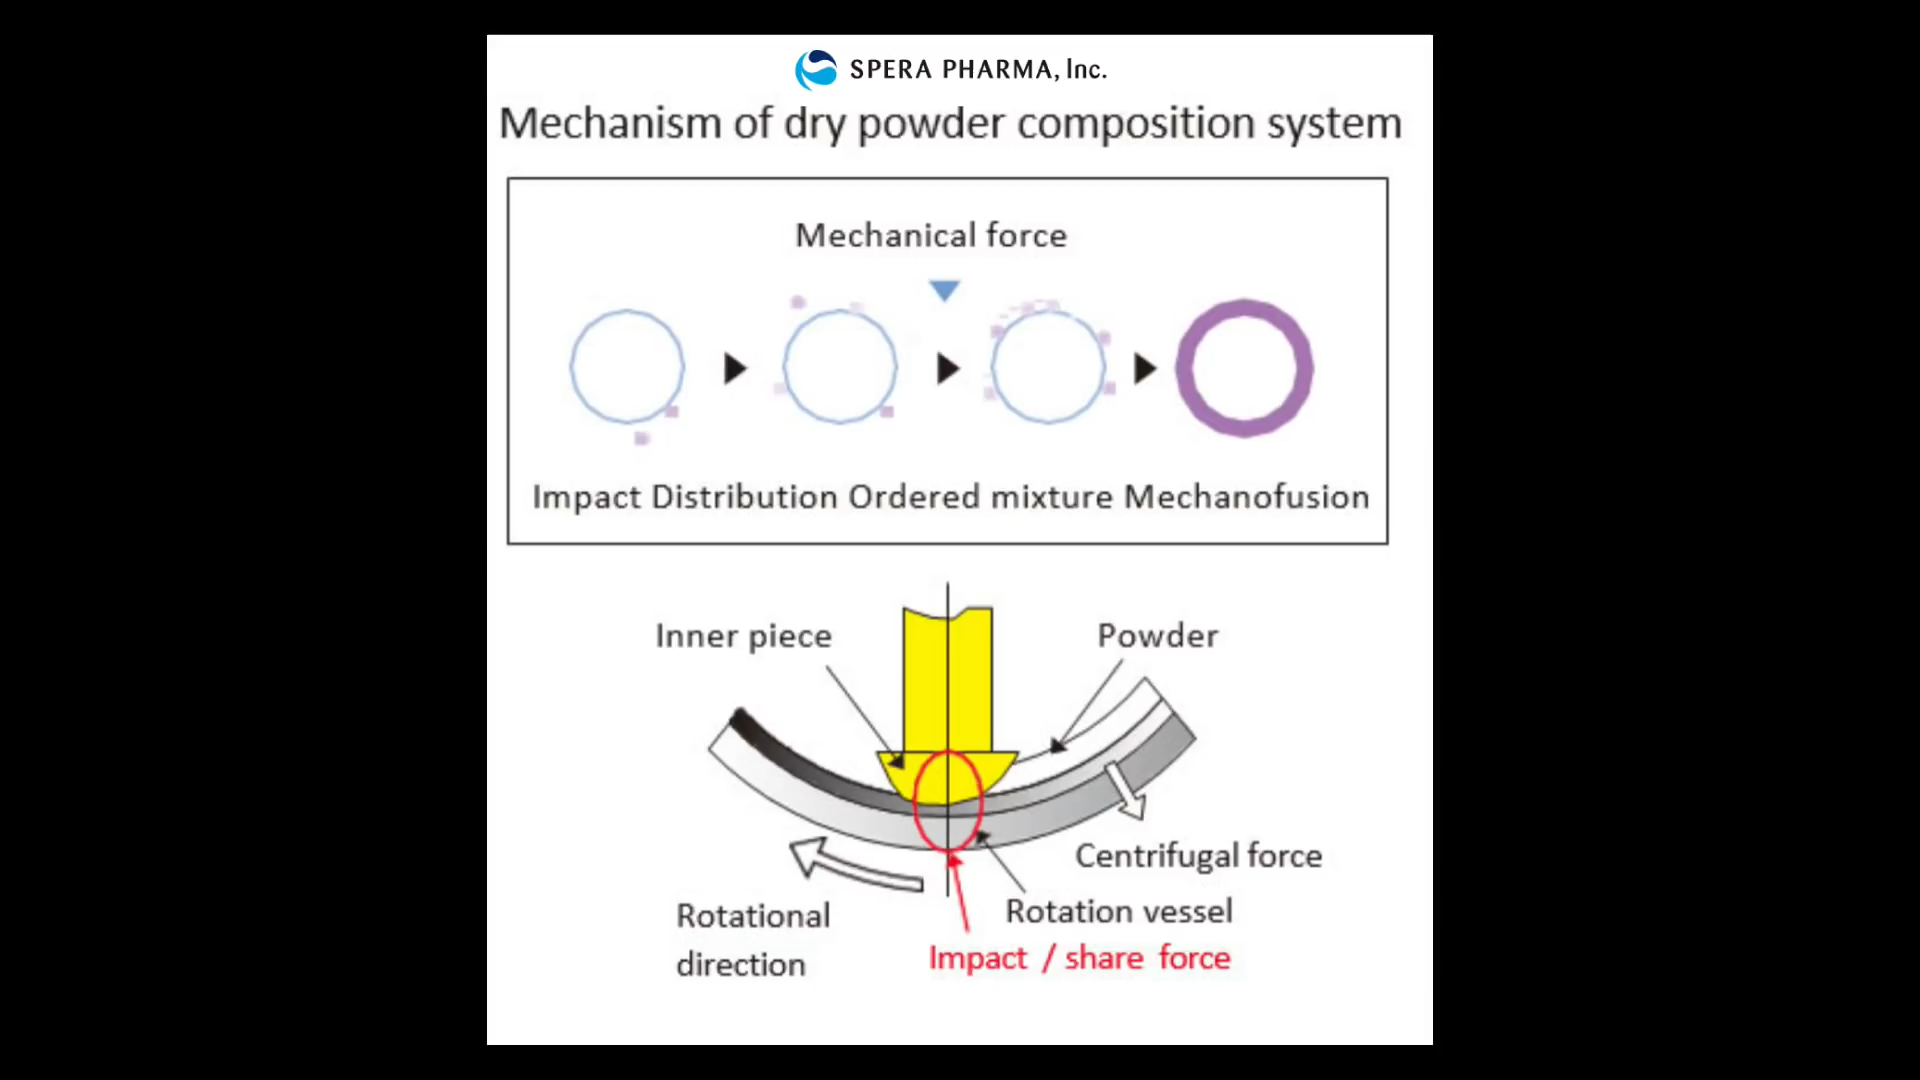 SPERA PHARMA, Inc.
Mechanism of dry powder composition system
Mechanical force
Impact Distribution Ordered mixture Mechanofusion
Inner piece
Powder
Centrifugal force
Rotation vessel
Rotational
direction
Impact / share force